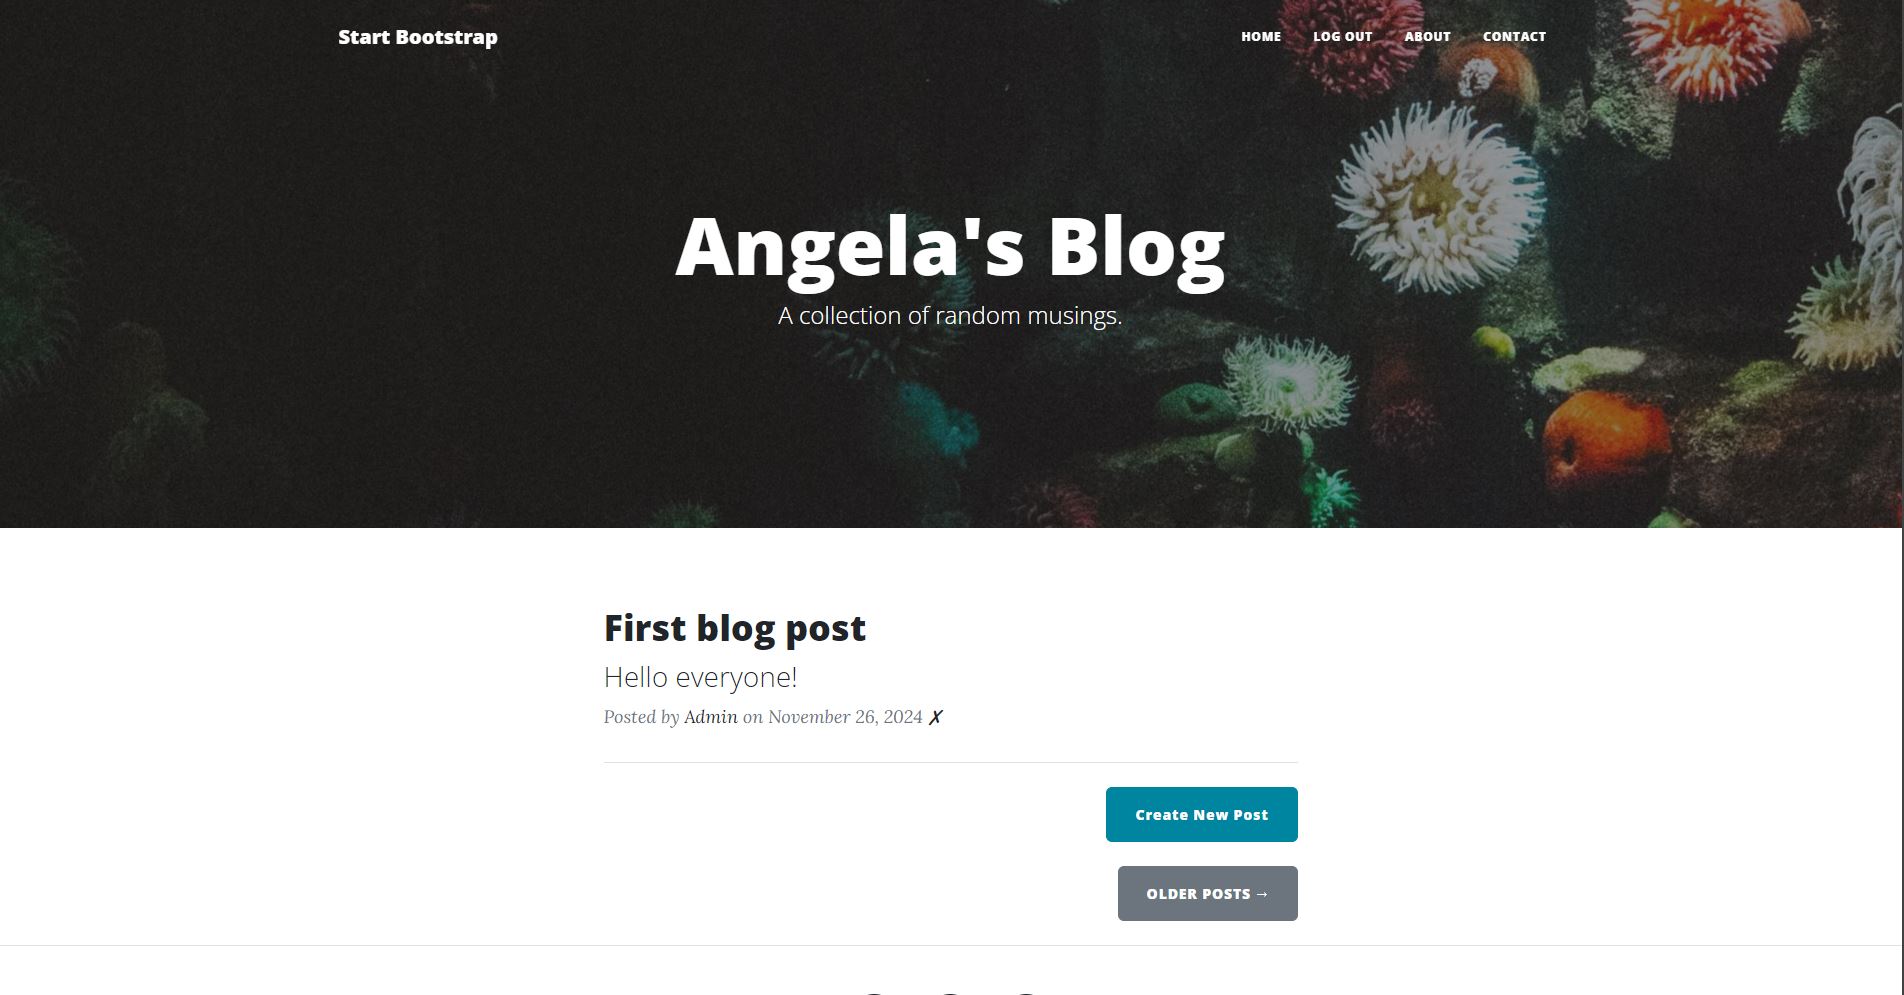 Start Bootstrap
HOME LOG OUT ABOUT CONTACT
Angela's Blog
A collection of random musings.
First blog post
Hello everyone!
Posted by Admin on November 26, 2024 ✗
Create New Post
OLDER POSTS →